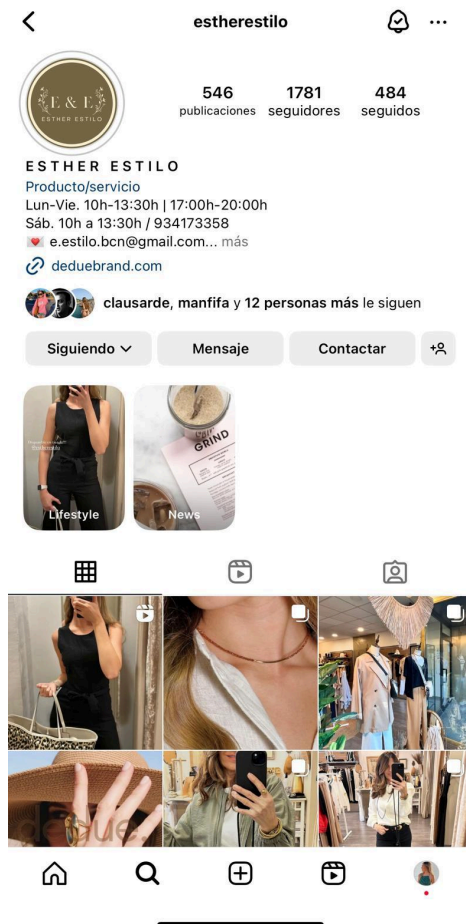 estherestilo
E & E
ESTHER ESTILO
546
publicaciones
1781
seguidores
484
seguidos
ESTHER ESTILO
Producto/servicio
Lun-Vie. 10h-13:30h | 17:00h-20:00h
Sáb. 10h a 13:30h / 934173358
💌 e.estilo.bcn@gmail.com... más
deduebrand.com
clausarde, manfifa y 12 personas más le siguen
Siguiendo
Mensaje
Contactar
GRIND
Lifestyle
News
dedue.